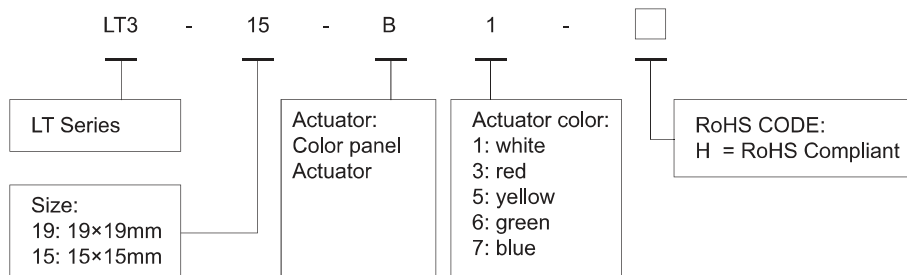 LT3 - 15 - B 1 -
LT Series
Size:
19: 19×19mm
15: 15×15mm
Actuator:
Color panel
Actuator
Actuator color:
1: white
3: red
5: yellow
6: green
7: blue
RoHS CODE:
H = RoHS Compliant